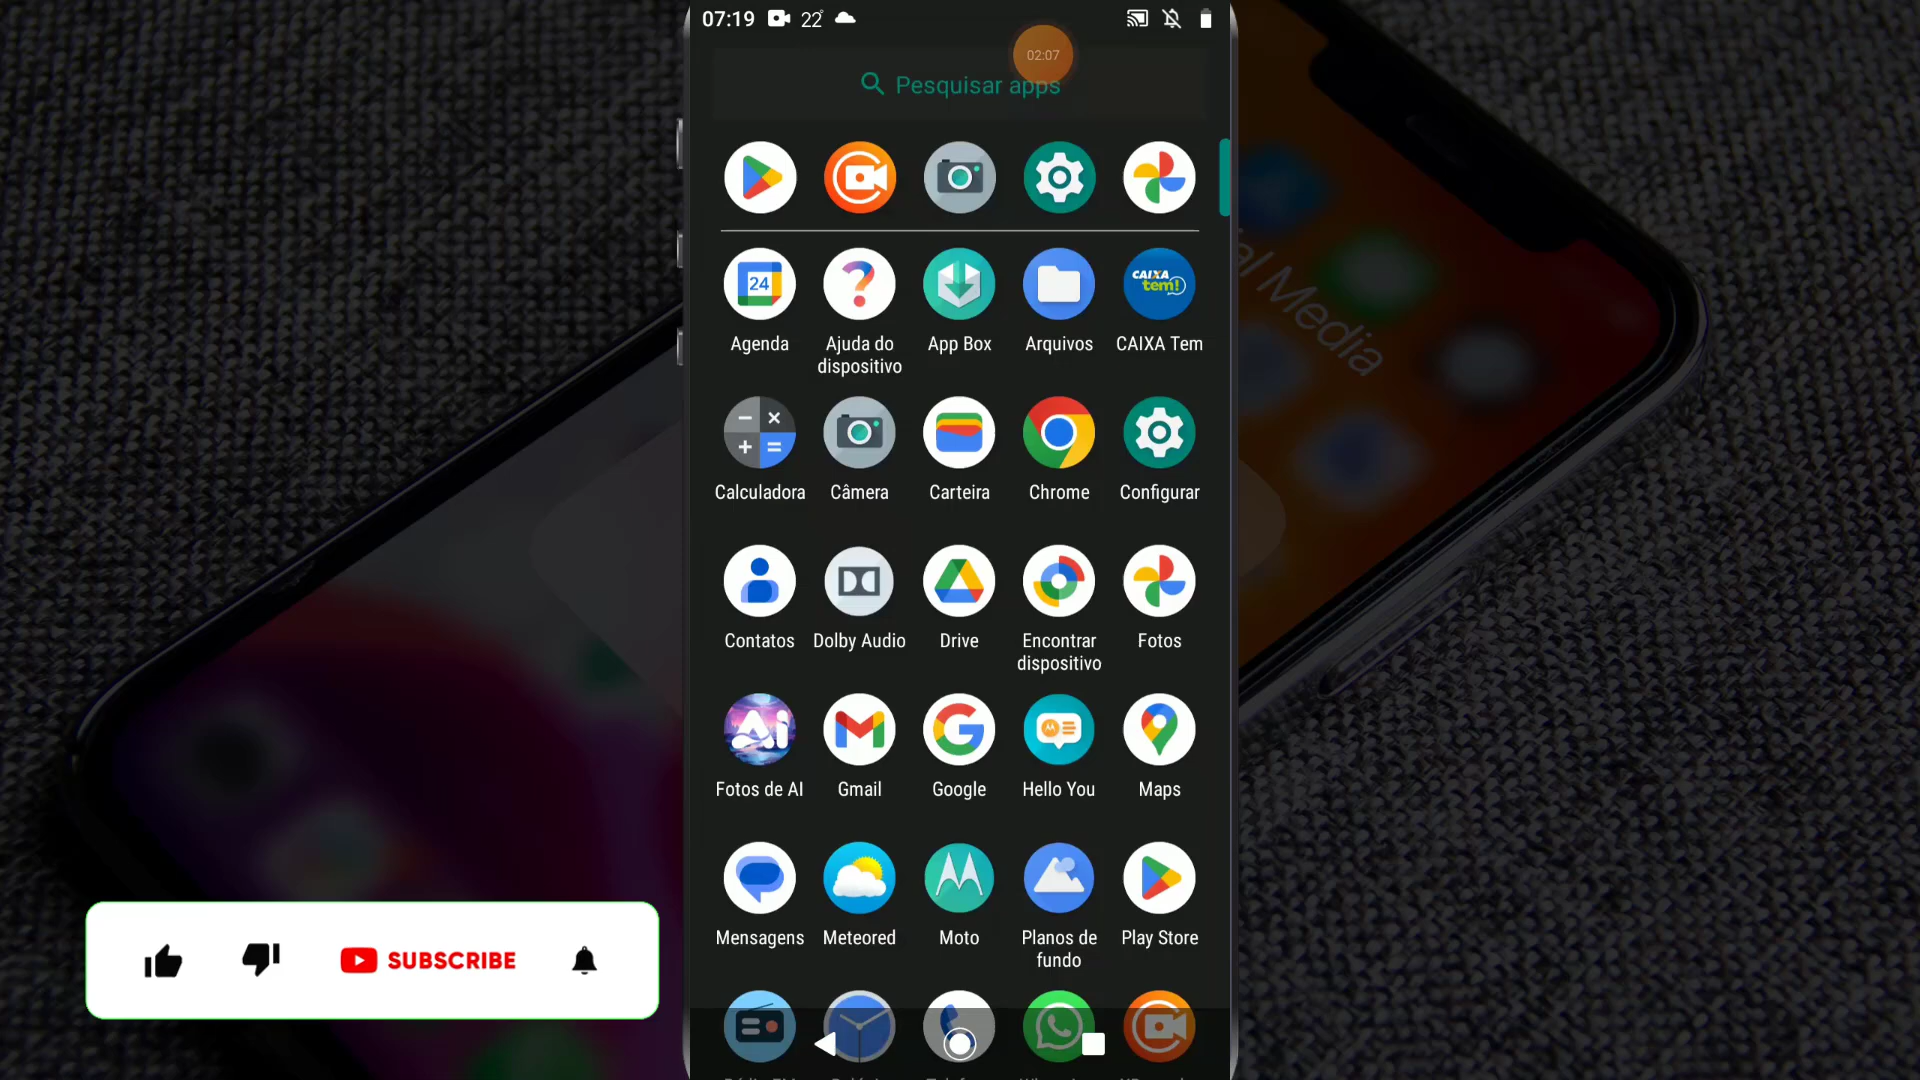 07:19 22°
02:07
Pesquisar apps
24
CAIXA
tem!
Agenda
Ajuda do
dispositivo
App Box
Arquivos
CAIXA Tem
Calculadora
Câmera
Carteira
Chrome
Configurar
Contatos
Dolby Audio
Drive
Encontrar
dispositivo
Fotos
Ai
Fotos de AI
Gmail
Google
Hello You
Maps
Mensagens
Meteored
Moto
Planos de
fundo
Play Store
SUBSCRIBE
Media